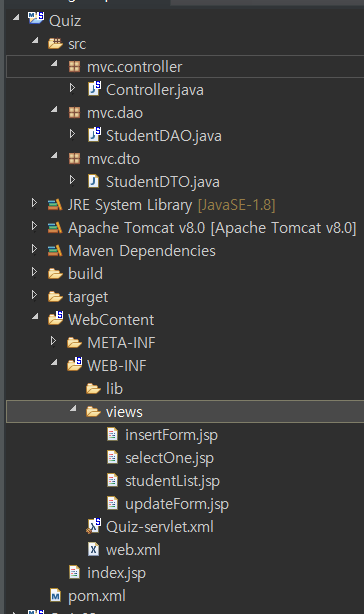 Quiz
src
mvc.controller
Controller.java
mvc.dao
StudentDAO.java
mvc.dto
StudentDTO.java
JRE System Library [JavaSE-1.8]
Apache Tomcat v8.0 [Apache Tomcat v8.0]
Maven Dependencies
build
target
WebContent
META-INF
WEB-INF
lib
views
insertForm.jsp
selectOne.jsp
studentList.jsp
updateForm.jsp
Quiz-servlet.xml
web.xml
index.jsp
pom.xml